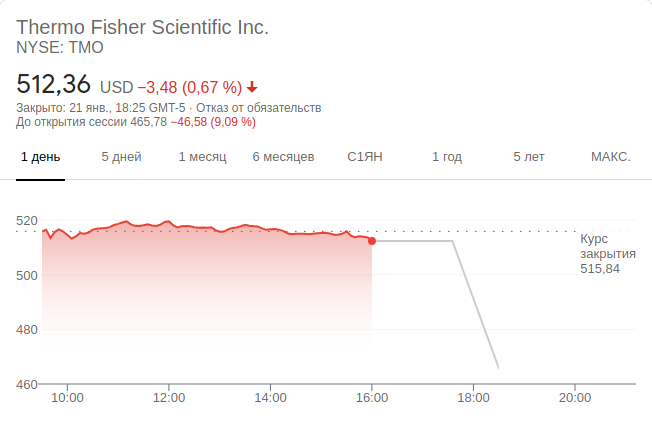 Thermo Fisher Scientific Inc.
NYSE: TMO
512,36 USD −3,48 (0,67 %)
Закрыто: 21 янв., 18:25 GMT-5 · Отказ от обязательств
До открытия сессии 465,78 −46,58 (9,09 %)
1 день 5 дней 1 месяц 6 месяцев С1ЯН 1 год 5 лет МАКС.
520
Курс
закрытия
515,84
500
480
460
10:00 12:00 14:00 16:00 18:00 20:00